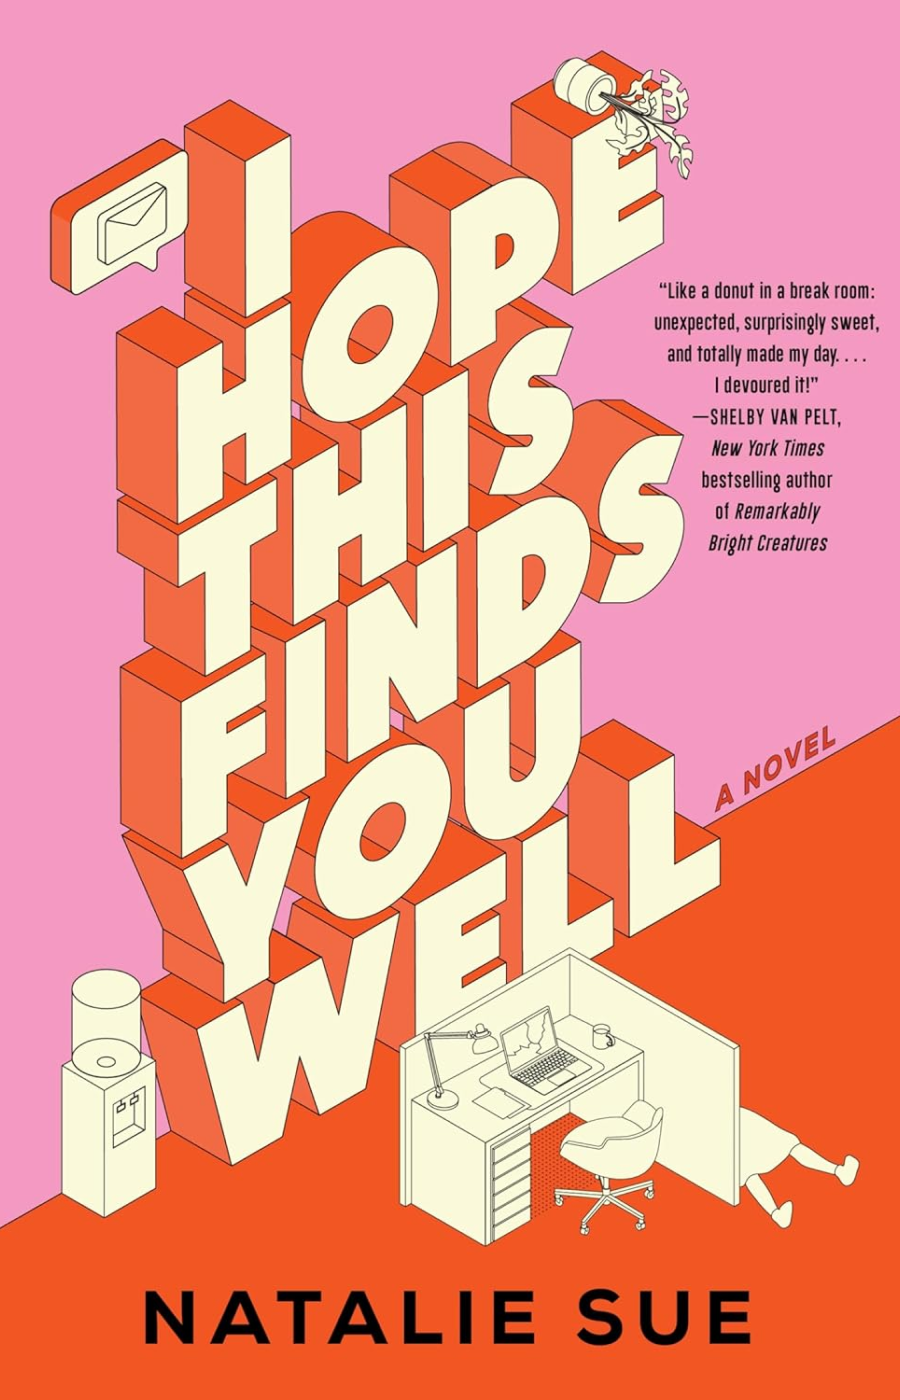 I
HOPE
THIS
FINDS
YOU
WELL
“Like a donut in a break room:
unexpected, surprisingly sweet,
and totally made my day. . . .
I devoured it!”
—SHELBY VAN PELT,
New York Times
bestselling author
of Remarkably
Bright Creatures
A NOVEL
NATALIE SUE